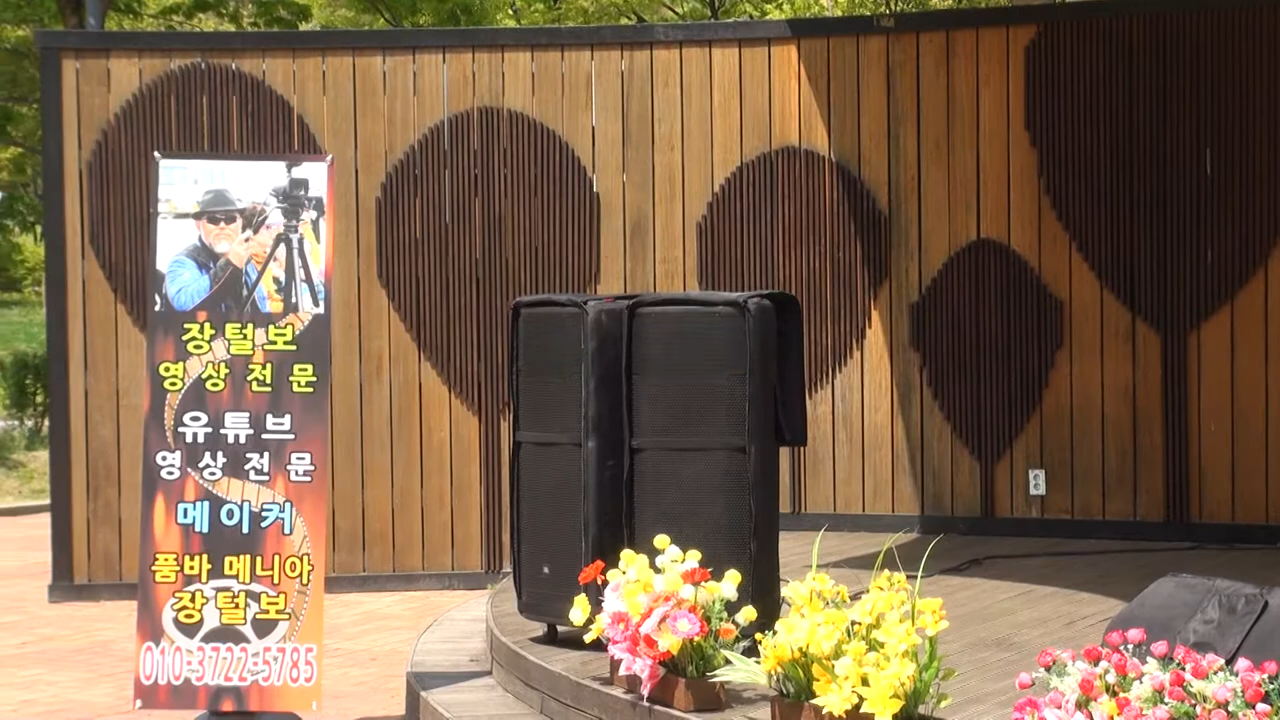 장털보
영상전문
유튜브
영상전문
메이커
품바 메니아
장털보
010-3722-5785